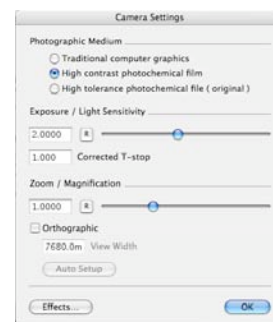 Camera Settings
Photographic Medium
Traditional computer graphics
High contrast photochemical film
High tolerance photochemical file ( original )
Exposure / Light Sensitivity
2.0000 R
1.000 Corrected T-stop
Zoom / Magnification
1.0000 R
Orthographic
7680.0m View Width
Auto Setup
Effects... OK